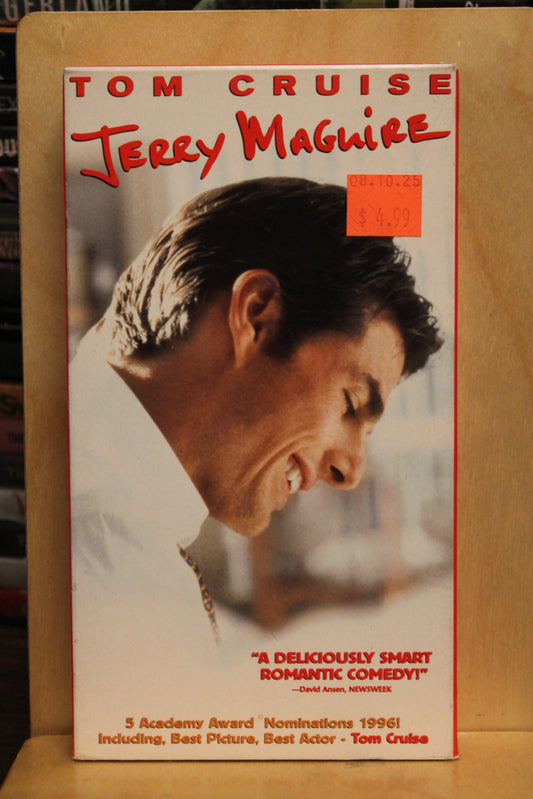 TOM CRUISE
JERRY MAGUIRE
08.10.25
$ 4.99
"A DELICIOUSLY SMART
ROMANTIC COMEDY!"
—David Ansen, NEWSWEEK
5 Academy Award® Nominations 1996!
Including, Best Picture, Best Actor - Tom Cruise